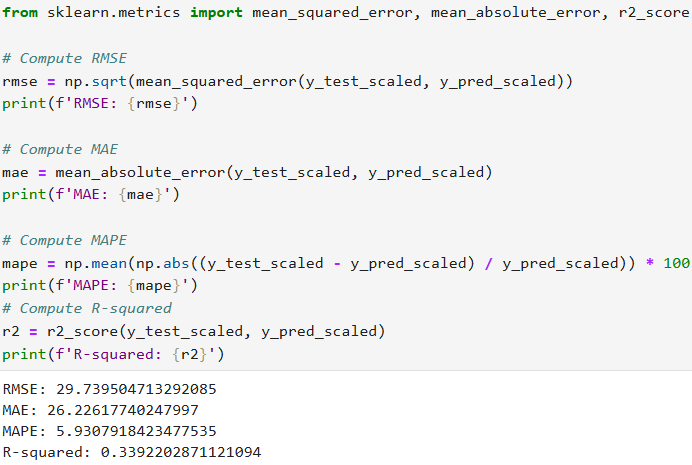 from sklearn.metrics import mean_squared_error, mean_absolute_error, r2_score
# Compute RMSE
rmse = np.sqrt(mean_squared_error(y_test_scaled, y_pred_scaled))
print(f'RMSE: {rmse}')
# Compute MAE
mae = mean_absolute_error(y_test_scaled, y_pred_scaled)
print(f'MAE: {mae}')
# Compute MAPE
mape = np.mean(np.abs((y_test_scaled - y_pred_scaled) / y_pred_scaled)) * 100
print(f'MAPE: {mape}')
# Compute R-squared
r2 = r2_score(y_test_scaled, y_pred_scaled)
print(f'R-squared: {r2}')
RMSE: 29.739504713292085
MAE: 26.22617740247997
MAPE: 5.9307918423477535
R-squared: 0.3392202871121094